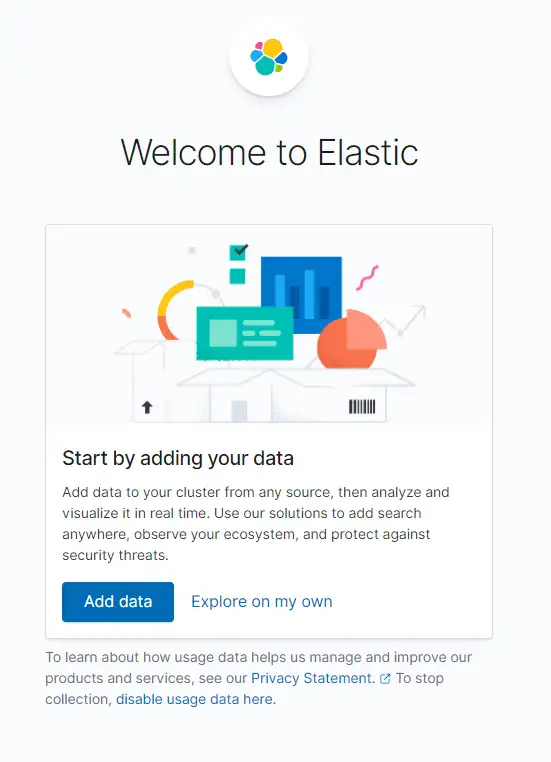 Welcome to Elastic
Start by adding your data
Add data to your cluster from any source, then analyze and
visualize it in real time. Use our solutions to add search
anywhere, observe your ecosystem, and protect against
security threats.
Add data
Explore on my own
To learn about how usage data helps us manage and improve our
products and services, see our Privacy Statement. To stop
collection, disable usage data here.